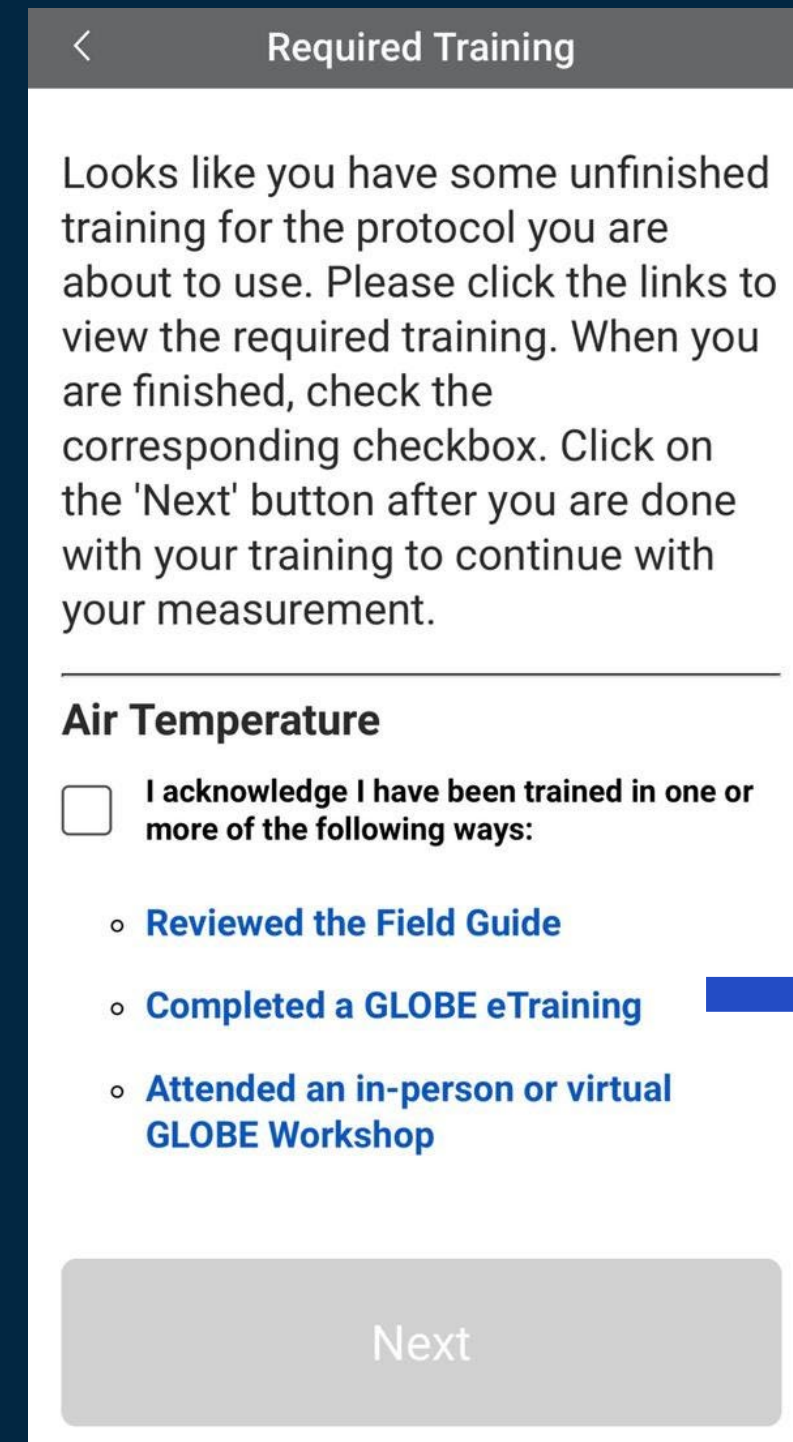 Required Training
Looks like you have some unfinished
training for the protocol you are
about to use. Please click the links to
view the required training. When you
are finished, check the
corresponding checkbox. Click on
the 'Next' button after you are done
with your training to continue with
your measurement.
Air Temperature
I acknowledge I have been trained in one or
more of the following ways:
Reviewed the Field Guide
Completed a GLOBE eTraining
Attended an in-person or virtual
GLOBE Workshop
Next